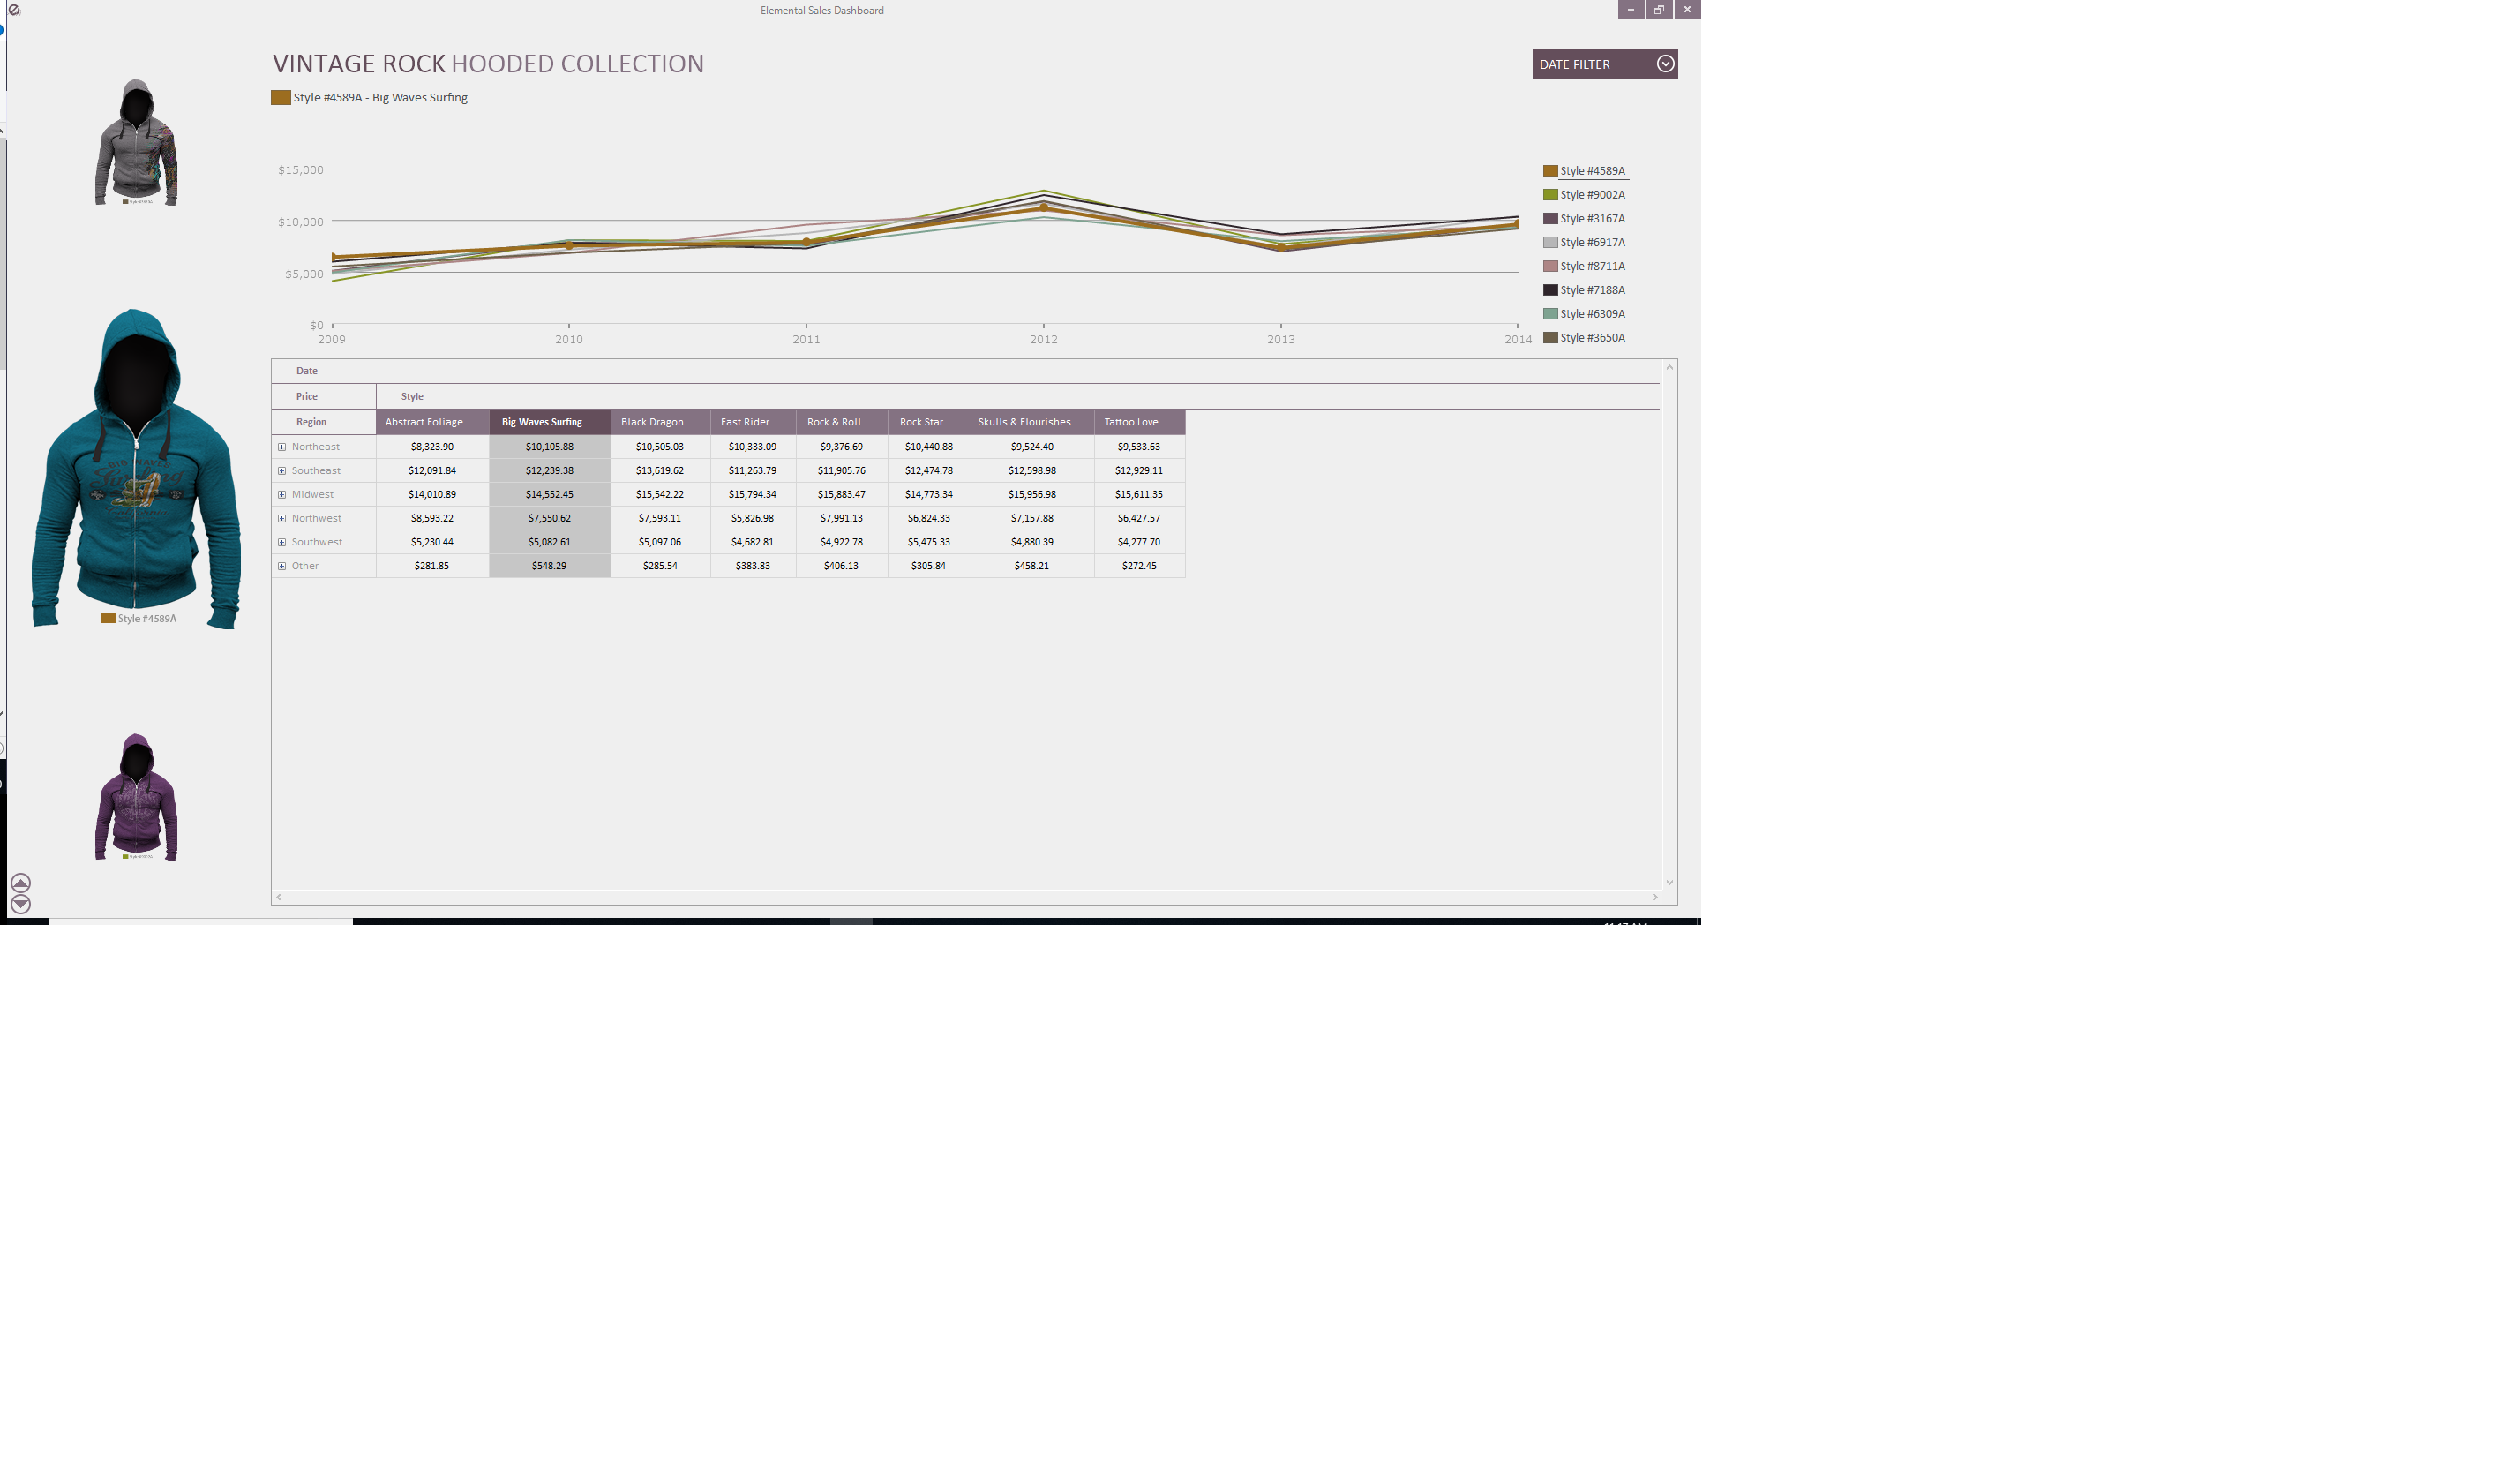 Elemental Sales Dashboard
VINTAGE ROCK HOODED COLLECTION
DATE FILTER
Style #4589A - Big Waves Surfing
$15,000
$10,000
$5,000
$0
2009 2010 2011 2012 2013 2014
Style #4589A
Style #9002A
Style #3167A
Style #6917A
Style #8711A
Style #7188A
Style #6309A
Style #3650A
BIG WAVES
Surfing
Style #4589A
Date
Price Style
Region Abstract Foliage Big Waves Surfing Black Dragon Fast Rider Rock & Roll Rock Star Skulls & Flourishes Tattoo Love
Northeast $8,323.90 $10,105.88 $10,505.03 $10,333.09 $9,376.69 $10,440.88 $9,524.40 $9,533.63
Southeast $12,091.84 $12,239.38 $13,619.62 $11,263.79 $11,905.76 $12,474.78 $12,598.98 $12,929.11
Midwest $14,010.89 $14,552.45 $15,542.22 $15,794.34 $15,883.47 $14,773.34 $15,956.98 $15,611.35
Northwest $8,593.22 $7,550.62 $7,593.11 $5,826.98 $7,991.13 $6,824.33 $7,157.88 $6,427.57
Southwest $5,230.44 $5,082.61 $5,097.06 $4,682.81 $4,922.78 $5,475.33 $4,880.39 $4,277.70
Other $281.85 $548.29 $285.54 $383.83 $406.13 $305.84 $458.21 $272.45